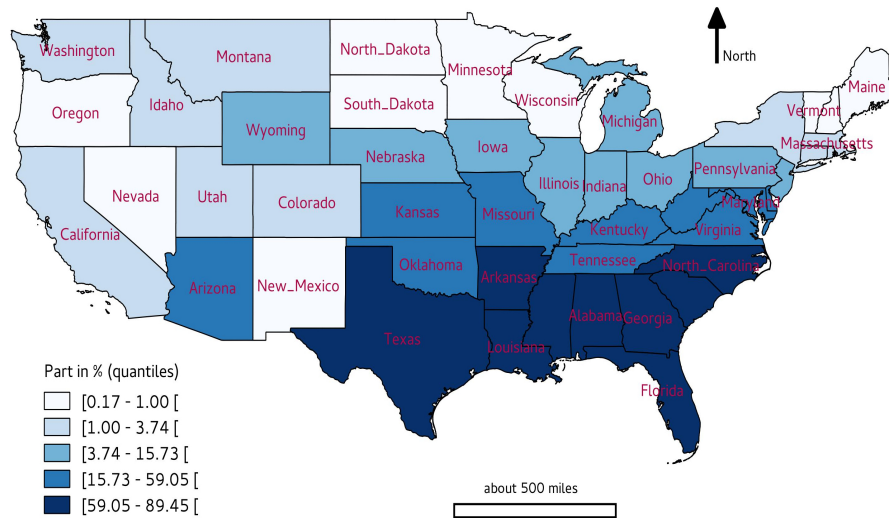 North
Washington
Montana
North_Dakota
Minnesota
Maine
Vermont
Oregon
Idaho
South_Dakota
Wisconsin
Michigan
Massachusetts
Wyoming
Nebraska
Iowa
Pennsylvania
Nevada
Utah
Colorado
Illinois
Indiana
Ohio
Maryland
California
Kansas
Missouri
Kentucky
Virginia
Arizona
New_Mexico
Oklahoma
Arkansas
Tennessee
North_Carolina
Texas
Louisiana
Alabama
Georgia
Florida
Part in % (quantiles)
[0.17 - 1.00 [
[1.00 - 3.74 [
[3.74 - 15.73 [
[15.73 - 59.05 [
[59.05 - 89.45 [
about 500 miles